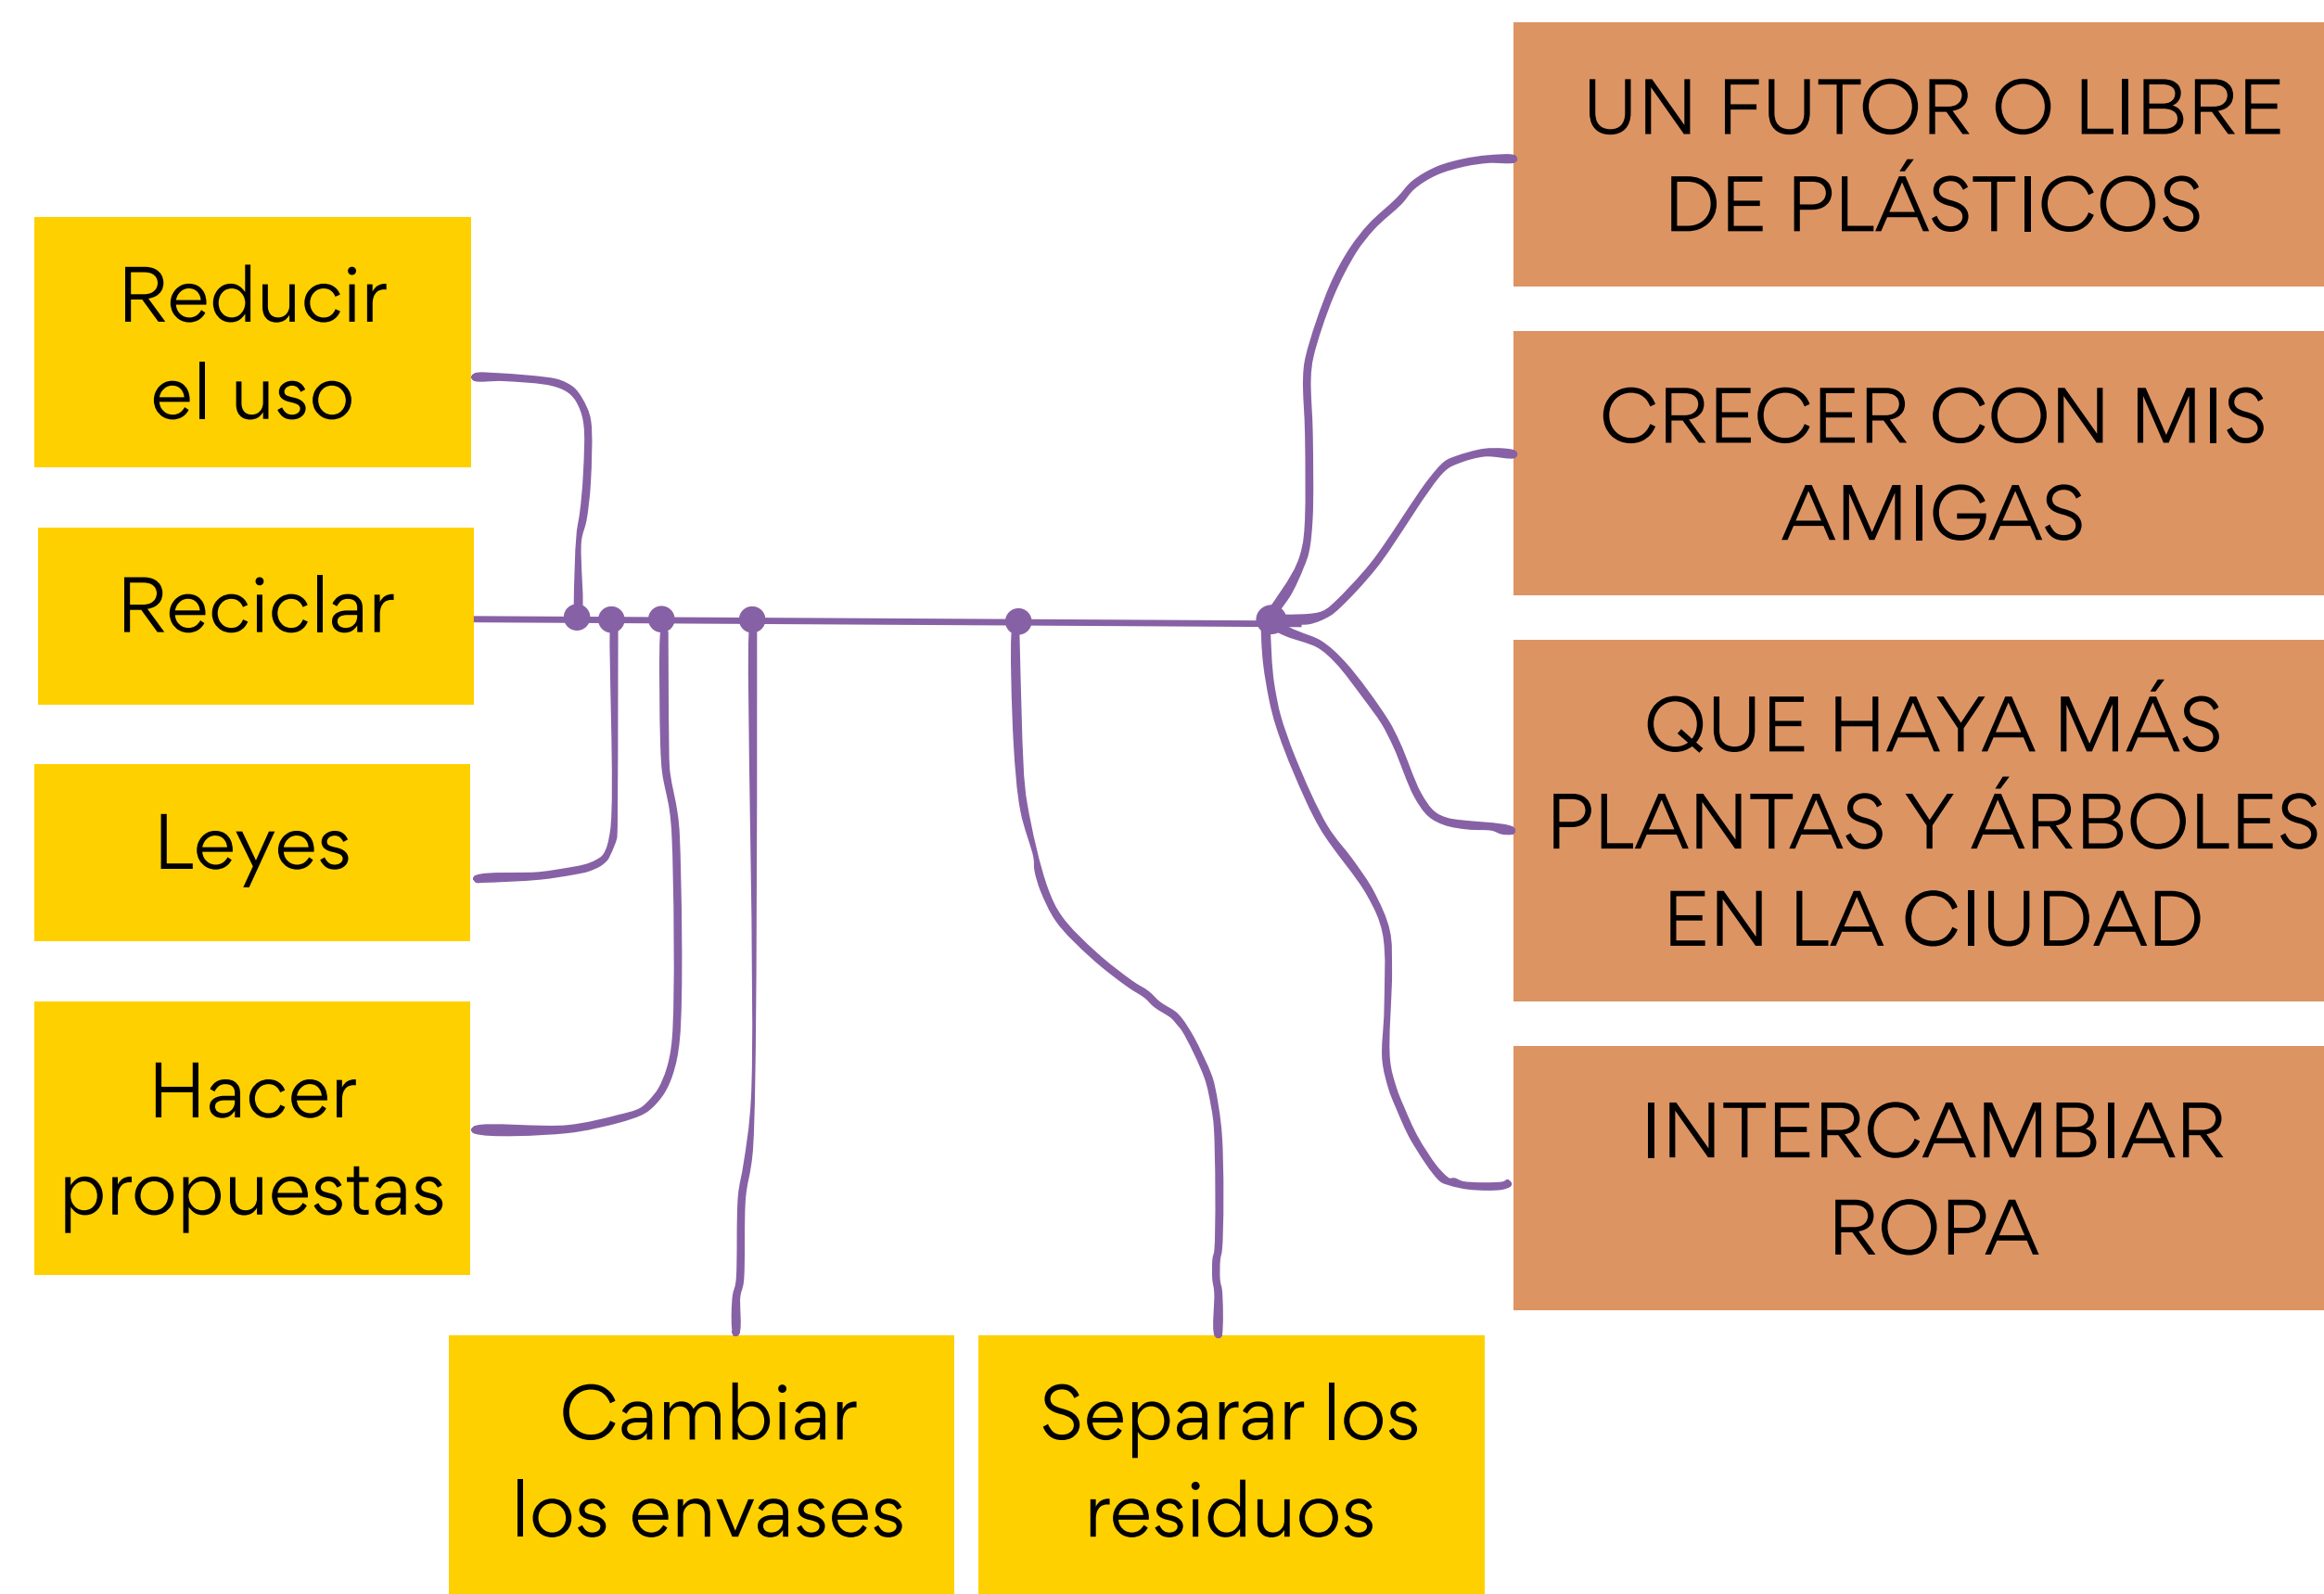 Reducir
el uso
Reciclar
Leyes
Hacer
propuestas
Cambiar
los envases
Separar los
residuos
UN FUTOR O LIBRE
DE PLÁSTICOS
CRECER CON MIS
AMIGAS
QUE HAYA MÁS
PLANTAS Y ÁRBOLES
EN LA CIUDAD
INTERCAMBIAR
ROPA